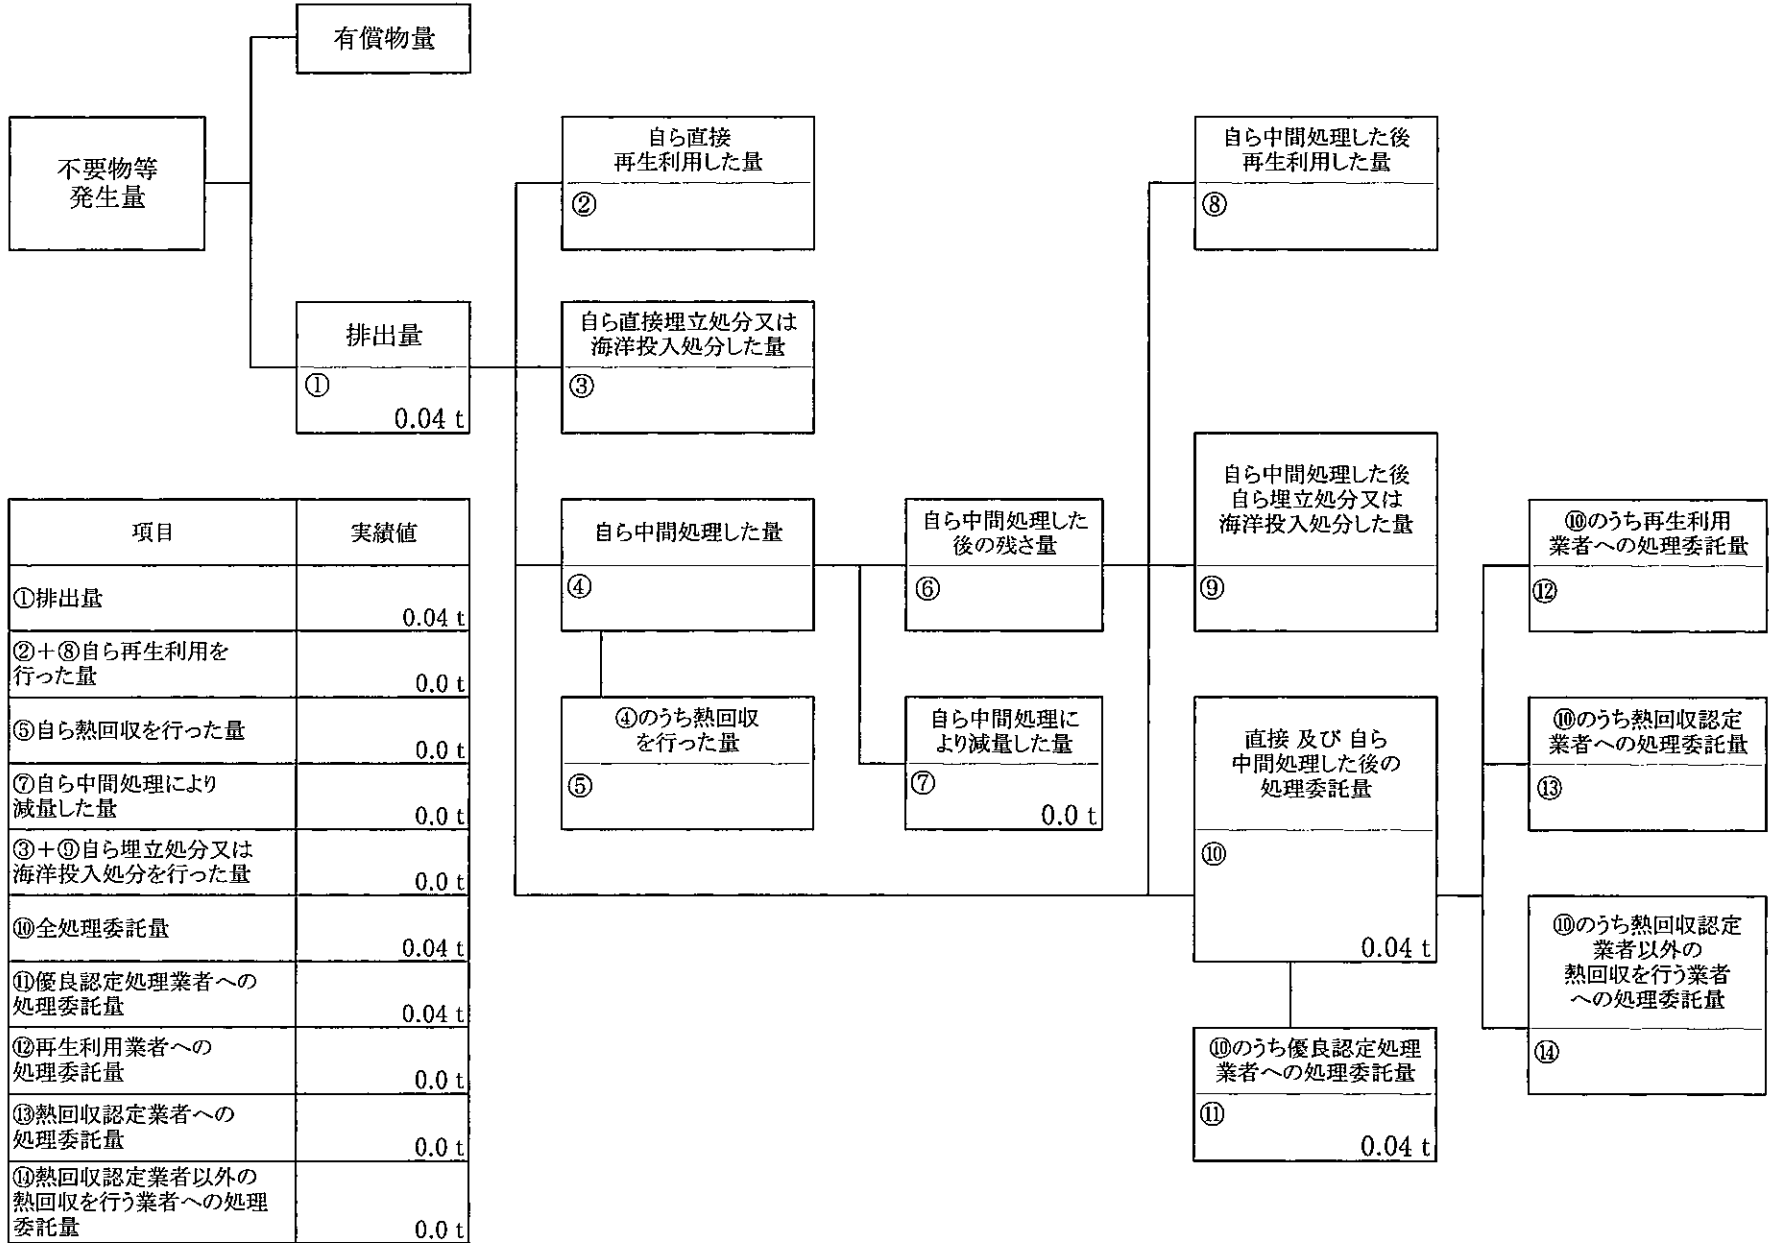 有償物量
不要物等
発生量
自ら直接
再生利用した量
②
自ら中間処理した後
再生利用した量
⑧
排出量
①
0.04 t
自ら直接埋立処分又は
海洋投入処分した量
③
自ら中間処理した後
自ら埋立処分又は
海洋投入処分した量
⑨
自ら中間処理した量
④
自ら中間処理した
後の残さ量
⑥
⑩のうち再生利用
業者への処理委託量
⑫
④のうち熱回収
を行った量
⑤
自ら中間処理に
より減量した量
⑦
0.0 t
直接 及び 自ら
中間処理した後の
処理委託量
⑩
0.04 t
⑩のうち熱回収認定
業者への処理委託量
⑬
⑩のうち熱回収認定
業者以外の
熱回収を行う業者
への処理委託量
⑭
⑩のうち優良認定処理
業者への処理委託量
⑪
0.04 t
項目 実績値
①排出量
0.04 t
②+⑧自ら再生利用を
行った量
0.0 t
⑤自ら熱回収を行った量
0.0 t
⑦自ら中間処理により
減量した量
0.0 t
③+⑨自ら埋立処分又は
海洋投入処分を行った量
0.0 t
⑩全処理委託量
0.04 t
⑪優良認定処理業者への
処理委託量
0.04 t
⑫再生利用業者への
処理委託量
0.0 t
⑬熱回収認定業者への
処理委託量
0.0 t
⑭熱回収認定業者以外の
熱回収を行う業者への処理
委託量
0.0 t